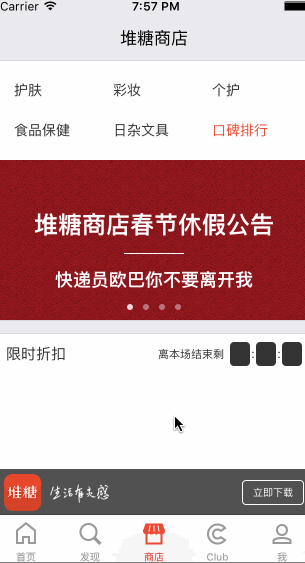 Carrier 7:57 PM
堆糖商店
护肤 彩妆 个护
食品保健 日杂文具 口碑排行
堆糖商店春节休假公告
快递员欧巴你不要离开我
限时折扣 离本场结束剩 : :
堆糖 生活有美感 立即下载
首页 发现 商店 Club 我